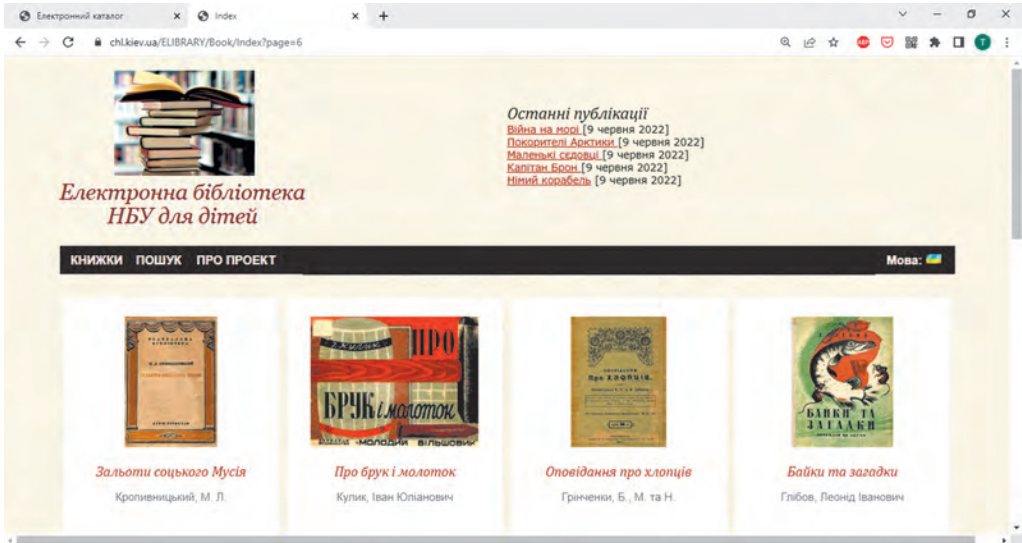 Електронний каталог
Index
chl.kiev.ua/ELIBRARY/Book/Index?page=6
ABP
T
Електронна бібліотека
НБУ для дітей
Останні публікації
Війна на морі [9 червня 2022]
Покорителі Арктики [9 червня 2022]
Маленькі сєдовці [9 червня 2022]
Капітан Брон [9 червня 2022]
Німий корабель [9 червня 2022]
КНИЖКИ ПОШУК ПРО ПРОЕКТ
Мова:
ПРО
БРУК і молоток
Про хлопців.
БАЙКИ ТА
ЗАГАДКИ
Зальоти соцького Мусія
Про брук і молоток
Оповідання про хлопців
Байки та загадки
Кропивницький, М. Л.
Кулик, Іван Юліанович
Грінченки, Б., М. та Н.
Глібов, Леонід Іванович